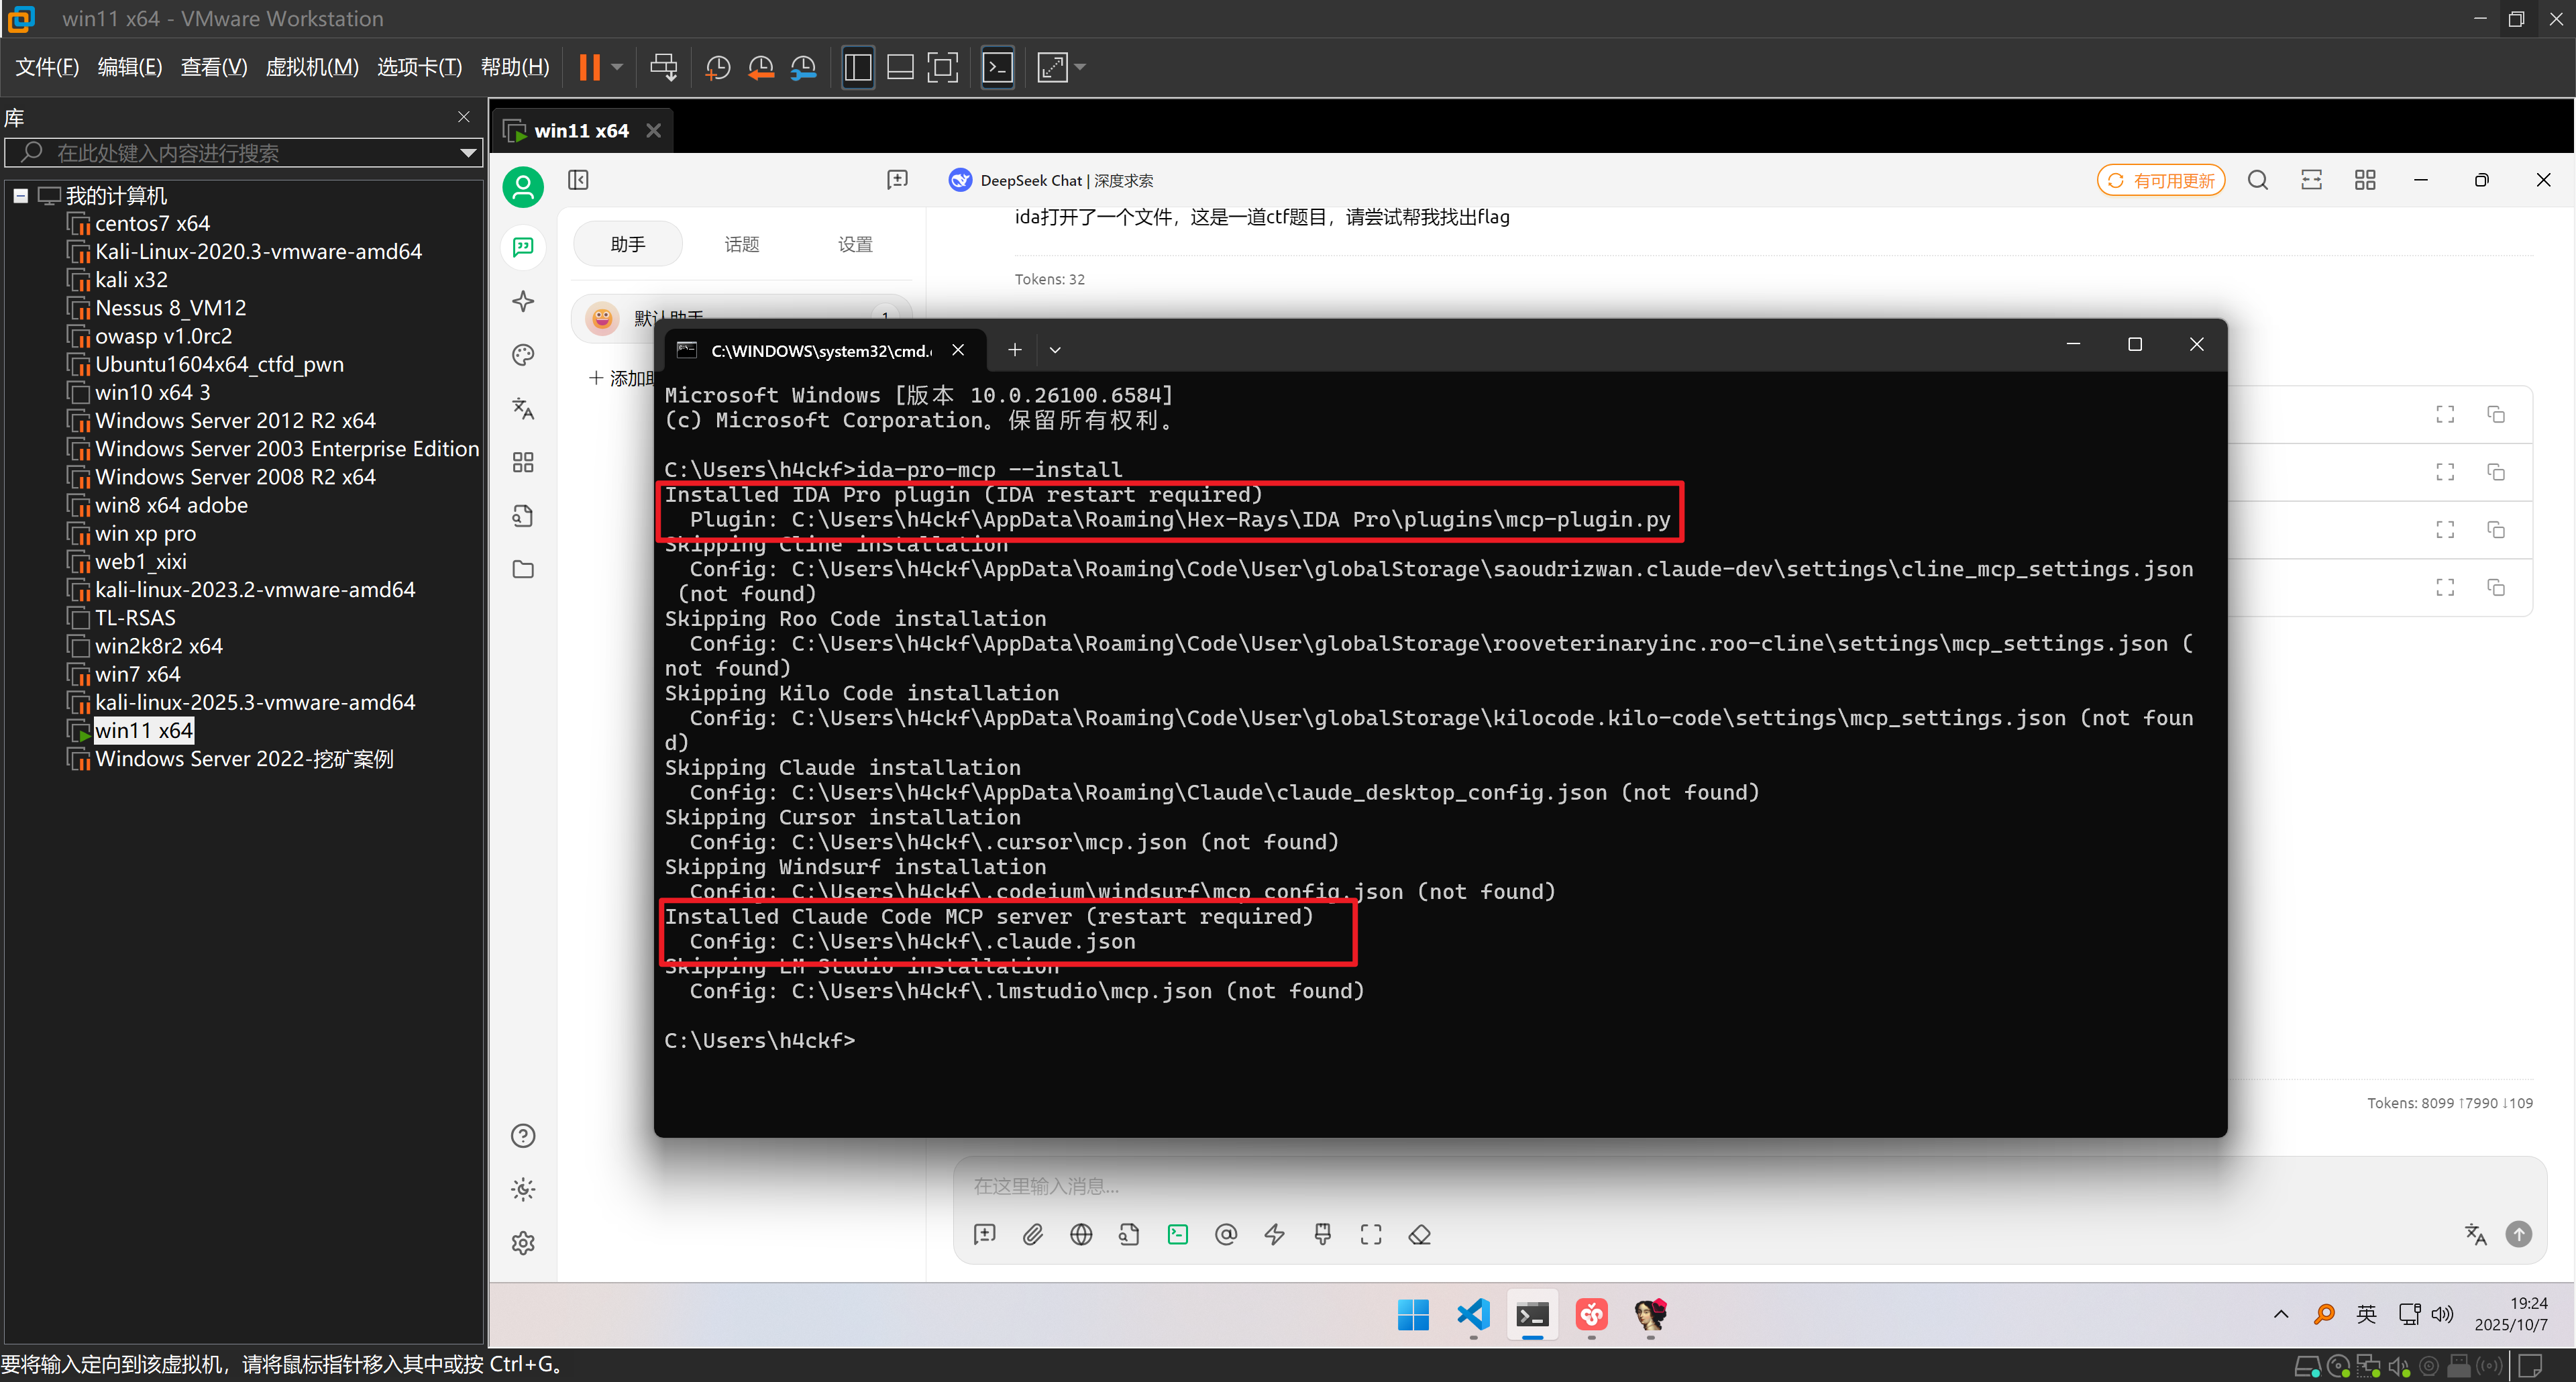 win11 x64 - VMware Workstation
文件(F) 编辑(E) 查看(V) 虚拟机(M) 选项卡(T) 帮助(H)
库
在此处键入内容进行搜索
我的计算机
centos7 x64
Kali-Linux-2020.3-vmware-amd64
kali x32
Nessus 8_VM12
owasp v1.0rc2
Ubuntu1604x64_ctfd_pwn
win10 x64 3
Windows Server 2012 R2 x64
Windows Server 2003 Enterprise Edition
Windows Server 2008 R2 x64
win8 x64 adobe
win xp pro
web1_xixi
kali-linux-2023.2-vmware-amd64
TL-RSAS
win2k8r2 x64
win7 x64
kali-linux-2025.3-vmware-amd64
win11 x64
Windows Server 2022-挖矿案例
win11 x64
DeepSeek Chat | 深度求索
有可用更新
助手 话题 设置
ida打开了一个文件，这是一道ctf题目，请尝试帮我找出flag
Tokens: 32
默认助手 1
添加助
C:\WINDOWS\system32\cmd.
Microsoft Windows [版本 10.0.26100.6584]
(c) Microsoft Corporation。保留所有权利。
C:\Users\h4ckf>ida-pro-mcp --install
Installed IDA Pro plugin (IDA restart required)
Plugin: C:\Users\h4ckf\AppData\Roaming\Hex-Rays\IDA Pro\plugins\mcp-plugin.py
Skipping Cline installation
Config: C:\Users\h4ckf\AppData\Roaming\Code\User\globalStorage\saoudrizwan.claude-dev\settings\cline_mcp_settings.json
(not found)
Skipping Roo Code installation
Config: C:\Users\h4ckf\AppData\Roaming\Code\User\globalStorage\rooveterinaryinc.roo-cline\settings\mcp_settings.json (
not found)
Skipping Kilo Code installation
Config: C:\Users\h4ckf\AppData\Roaming\Code\User\globalStorage\kilocode.kilo-code\settings\mcp_settings.json (not foun
d)
Skipping Claude installation
Config: C:\Users\h4ckf\AppData\Roaming\Claude\claude_desktop_config.json (not found)
Skipping Cursor installation
Config: C:\Users\h4ckf\.cursor\mcp.json (not found)
Skipping Windsurf installation
Config: C:\Users\h4ckf\.codeium\windsurf\mcp_config.json (not found)
Installed Claude Code MCP server (restart required)
Config: C:\Users\h4ckf\.claude.json
Skipping LM Studio installation
Config: C:\Users\h4ckf\.lmstudio\mcp.json (not found)
C:\Users\h4ckf>
Tokens: 8099 ↑7990 ↓109
在这里输入消息...
英
19:24
2025/10/7
要将输入定向到该虚拟机，请将鼠标指针移入其中或按 Ctrl+G。